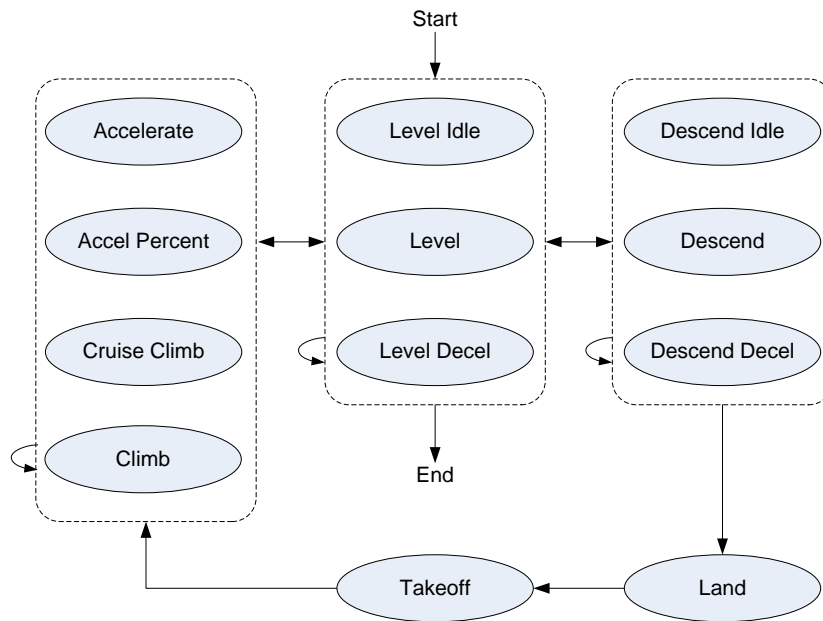 Start
Accelerate
Level Idle
Descend Idle
Accel Percent
Level
Descend
Cruise Climb
Level Decel
Descend Decel
Climb
End
Takeoff
Land